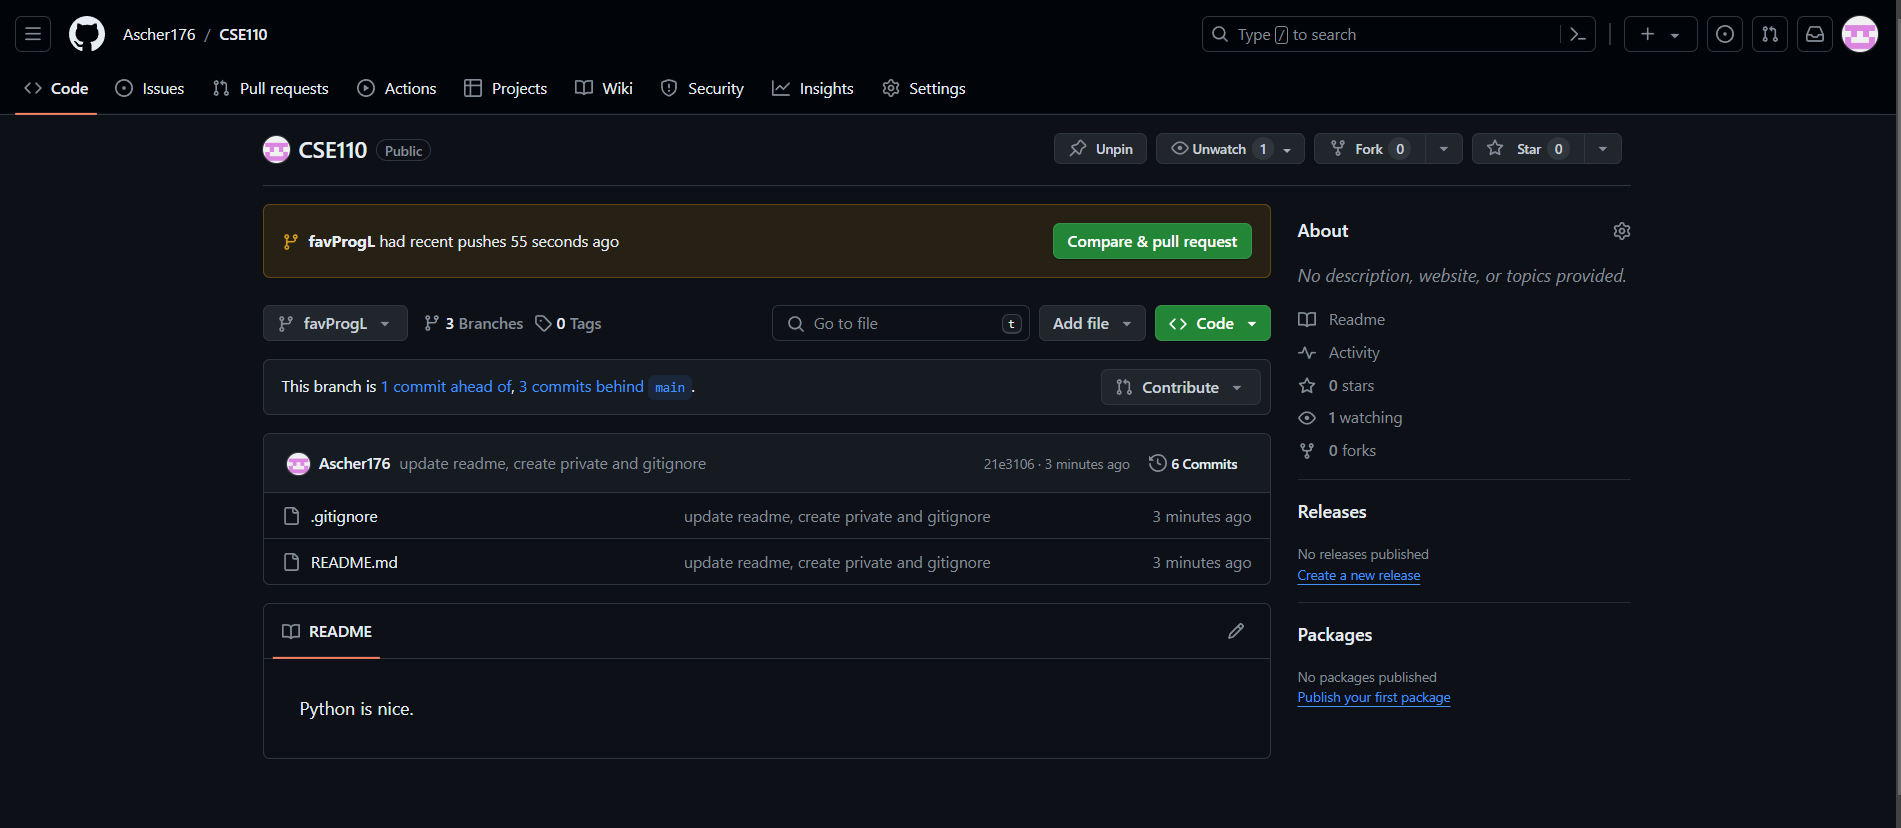 Ascher176 / CSE110
Type / to search
Code Issues Pull requests Actions Projects Wiki Security Insights Settings
CSE110 Public
Unpin Unwatch 1 Fork 0 Star 0
favProgL had recent pushes 55 seconds ago
Compare & pull request
favProgL 3 Branches 0 Tags
Go to file t Add file Code
This branch is 1 commit ahead of, 3 commits behind main .
Contribute
Ascher176 update readme, create private and gitignore 21e3106 · 3 minutes ago 6 Commits
.gitignore update readme, create private and gitignore 3 minutes ago
README.md update readme, create private and gitignore 3 minutes ago
README
Python is nice.
About
No description, website, or topics provided.
Readme
Activity
0 stars
1 watching
0 forks
Releases
No releases published
Create a new release
Packages
No packages published
Publish your first package